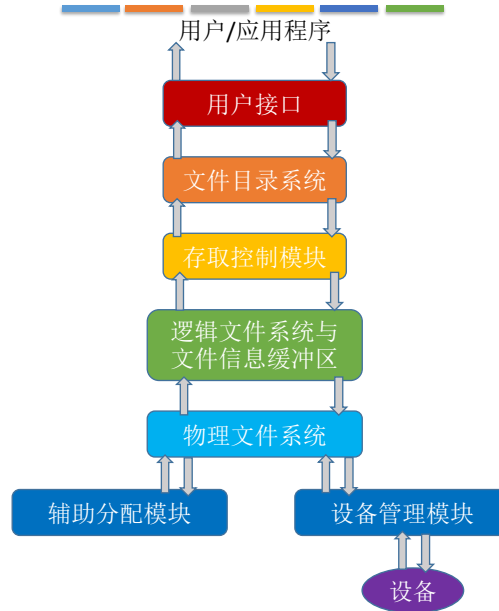 用户/应用程序
用户接口
文件目录系统
存取控制模块
逻辑文件系统与
文件信息缓冲区
物理文件系统
辅助分配模块
设备管理模块
设备